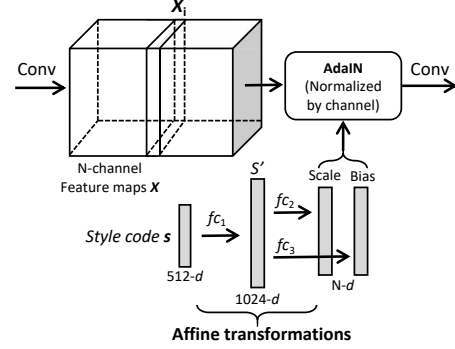 Xi
Conv
AdaIN
(Normalized
by channel)
Conv
N-channel
Feature maps X
S'
Scale
Bias
Style code s
fc1
fc2
fc3
512-d
1024-d
N-d
Affine transformations